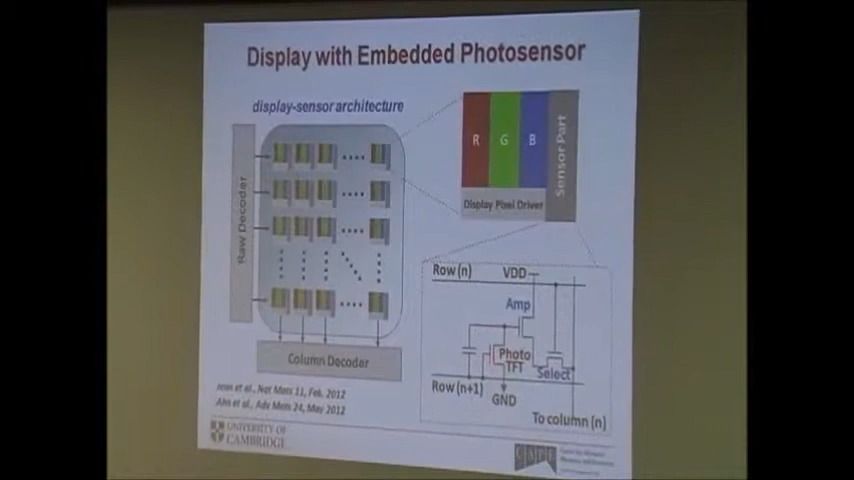 Display with Embedded Photosensor
display-sensor architecture
Raw Decoder
Column Decoder
R G B
Sensor Part
Display Pixel Driver
Row(n) VDD
Amp
Photo
TFT
Select
Row(n+1)
GND
To column(n)
et al., Nat Mats 11, Feb. 2012
Ahn et al., Adv Mats 24, May 2012
UNIVERSITY OF
CAMBRIDGE